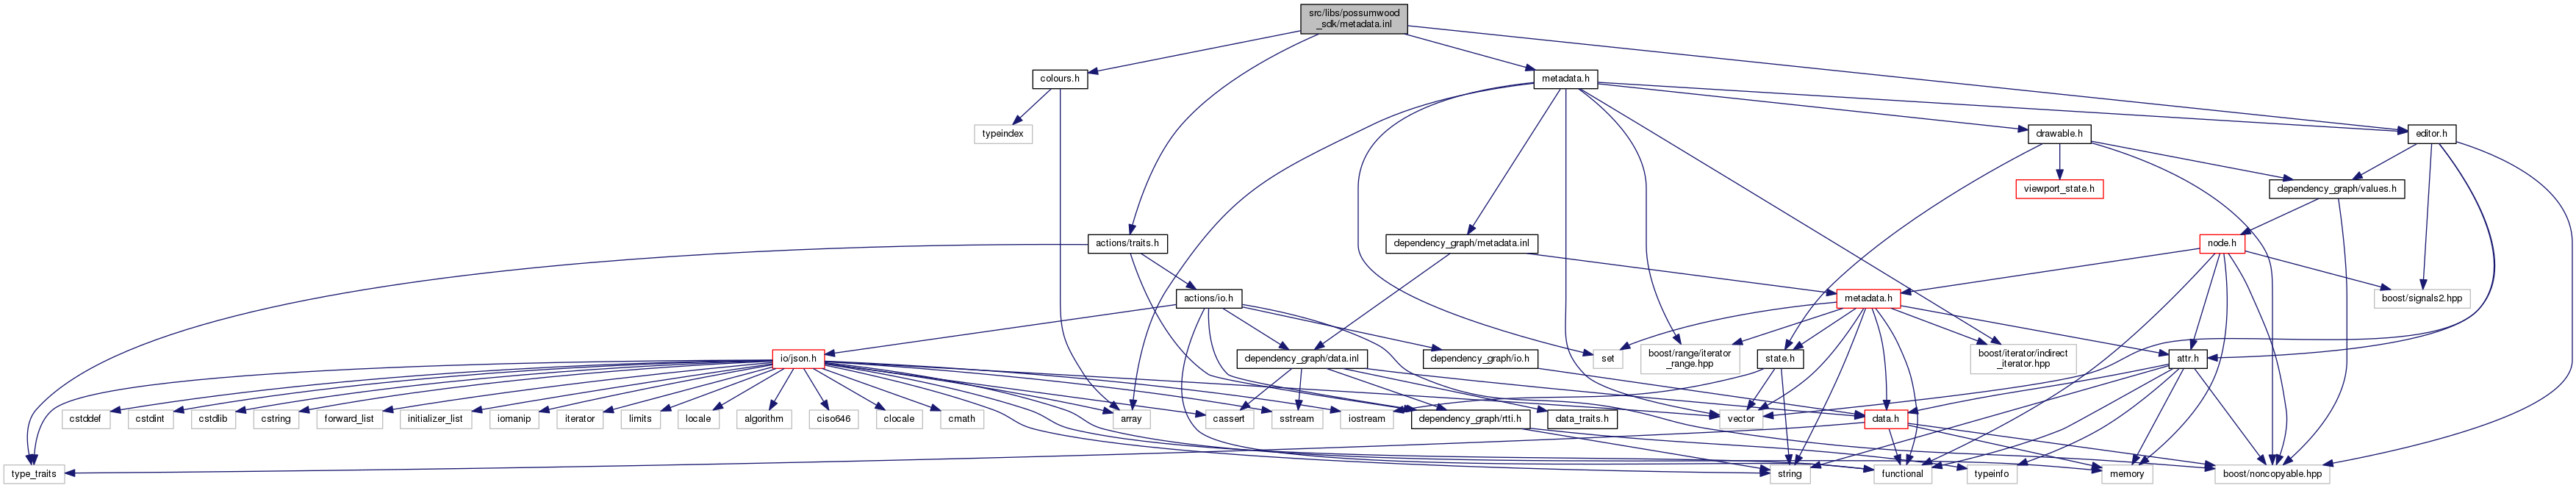 src/libs/possumwood
_sdk/metadata.inl
colours.h
metadata.h
typeindex
drawable.h
editor.h
viewport_state.h
dependency_graph/values.h
actions/traits.h
dependency_graph/metadata.inl
node.h
actions/io.h
metadata.h
boost/signals2.hpp
io/json.h
dependency_graph/data.inl
dependency_graph/io.h
set
boost/range/iterator
_range.hpp
state.h
boost/iterator/indirect
_iterator.hpp
attr.h
cstddef
cstdint
cstdlib
cstring
forward_list
initializer_list
iomanip
iterator
limits
locale
algorithm
ciso646
clocale
cmath
array
cassert
sstream
iostream
dependency_graph/rtti.h
data_traits.h
vector
data.h
type_traits
string
functional
typeinfo
memory
boost/noncopyable.hpp